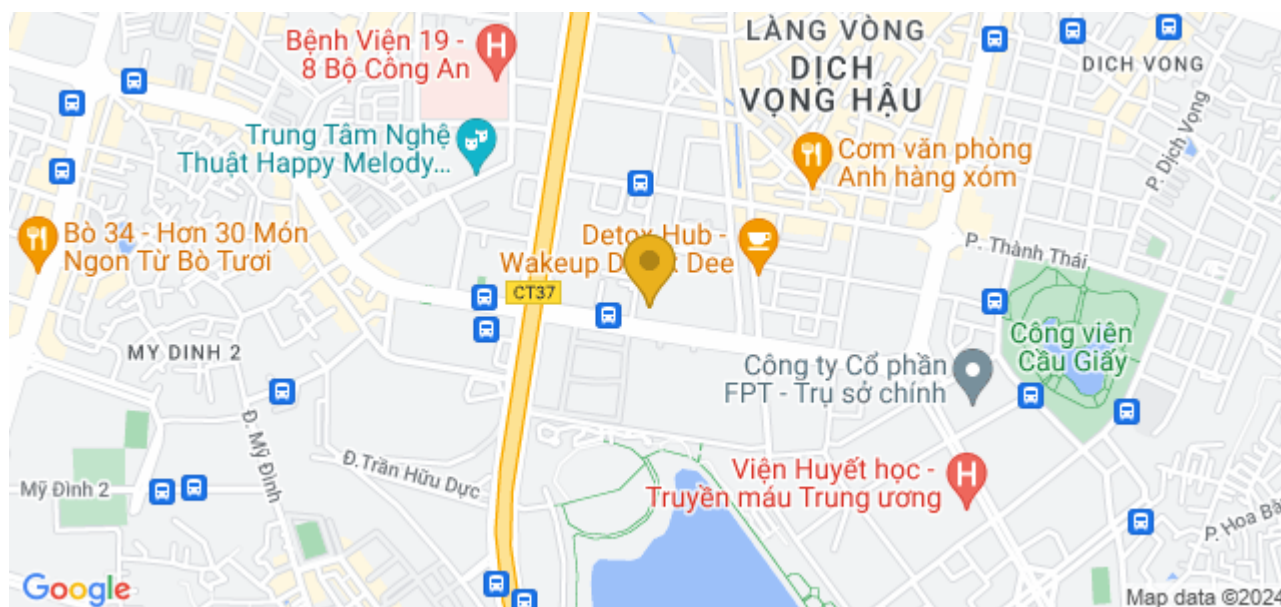 Bệnh Viện 19 -
8 Bộ Công An
LÀNG VÒNG
DỊCH
VỌNG HẬU
DICH VONG
P. Dịch Vọng
Trung Tâm Nghệ
Thuật Happy Melody...
Cơm văn phòng
Anh hàng xóm
Bò 34 - Hơn 30 Món
Ngon Từ Bò Tươi
Detox Hub -
Wakeup Dee
P. Thành Thái
CT37
Công viên
Cầu Giấy
MY DINH 2
Công ty Cổ phần
FPT - Trụ sở chính
Đ. Mỹ Đình
Đ.Trần Hữu Dực
Mỹ Đình 2
Viện Huyết học -
Truyền máu Trung ương
P. Hoa
Google
Map data ©2024